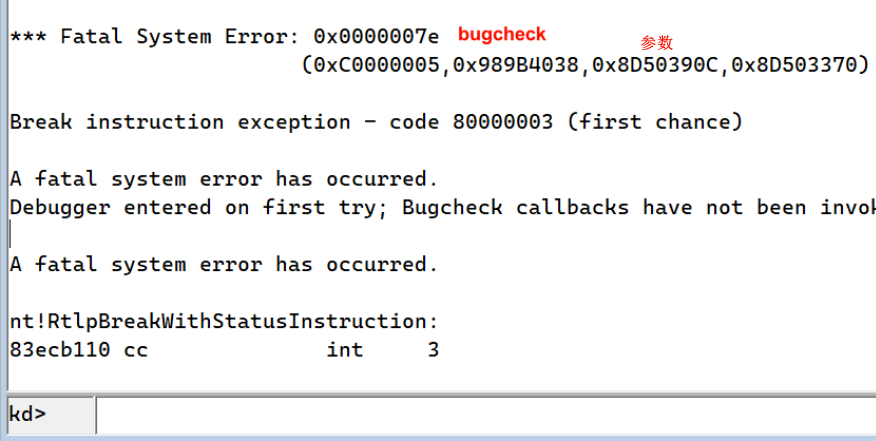 *** Fatal System Error: 0x0000007e bugcheck
参数
(0xC0000005,0x989B4038,0x8D50390C,0x8D503370)
Break instruction exception - code 80000003 (first chance)
A fatal system error has occurred.
Debugger entered on first try; Bugcheck callbacks have not been
A fatal system error has occurred.
nt!RtlpBreakWithStatusInstruction:
83ecb110 cc int 3
kd>